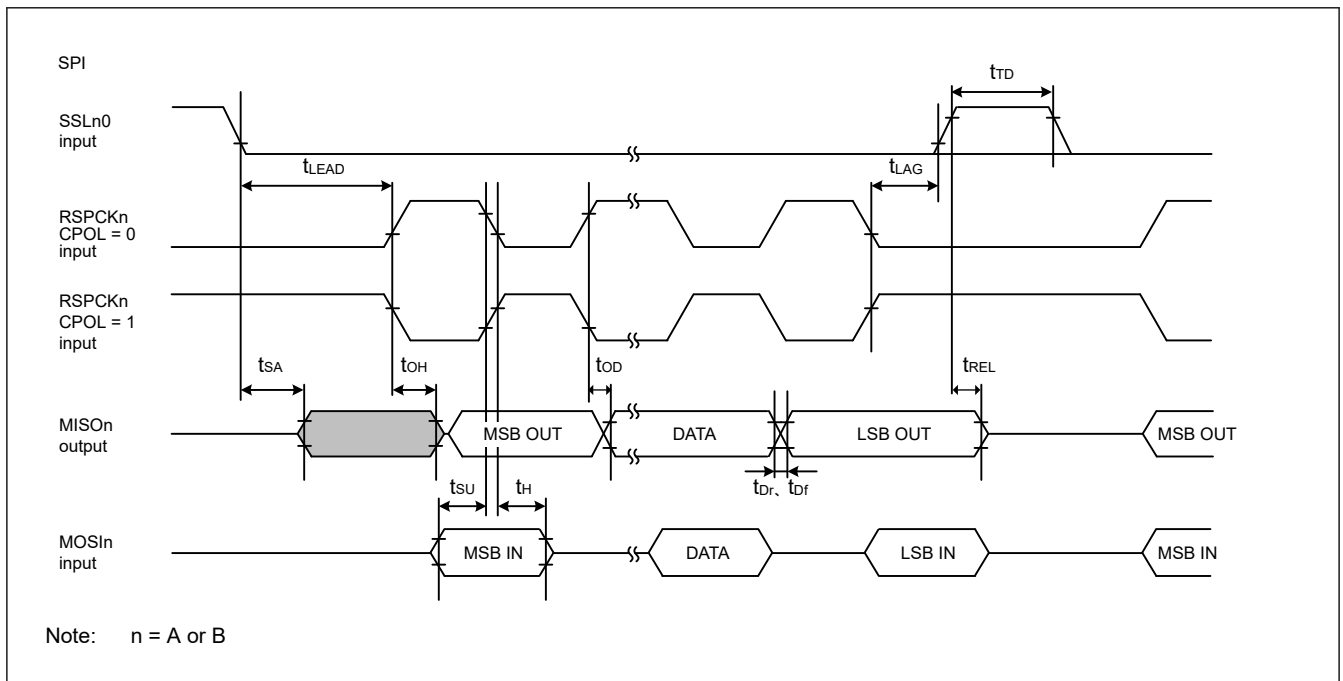 SPI
tTD
SSLn0
input
tLEAD
tLAG
RSPCKn
CPOL = 0
input
RSPCKn
CPOL = 1
input
tSA
tOH
tOD
tREL
MISOn
output
MSB OUT
DATA
LSB OUT
MSB OUT
tSU
tH
tDr、tDf
MOSIn
input
MSB IN
DATA
LSB IN
MSB IN
Note: n = A or B